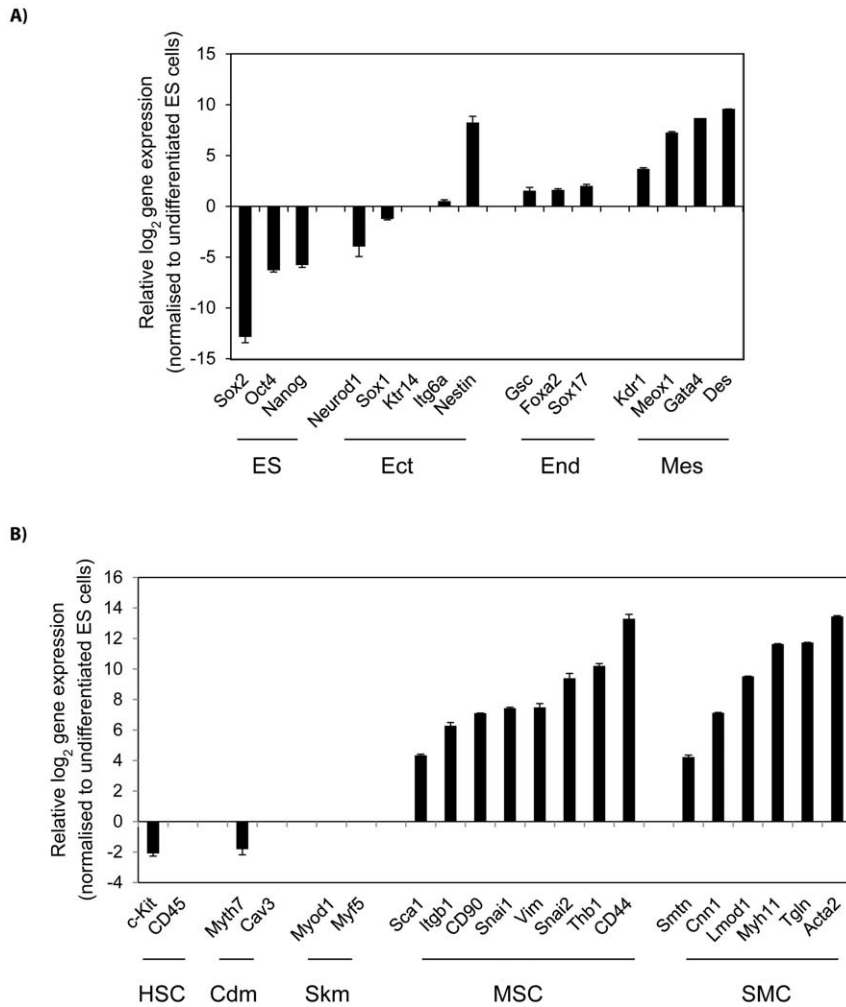 A)
Relative log2 gene expression
(normalised to undifferentiated ES cells)
15
10
5
0
-5
-10
-15
Sox2
Oct4
Nanog
Neurod1
Sox1
Ktr14
Itg6a
Nestin
Gsc
Foxa2
Sox17
Kdr1
Meox1
Gata4
Des
ES
Ect
End
Mes
B)
Relative log2 gene expression
(normalised to undifferentiated ES cells)
16
14
12
10
8
6
4
2
0
-2
-4
c-Kit
CD45
Myth7
Cav3
Myod1
Myf5
Sca1
Itgb1
CD90
Snai1
Vim
Snai2
Thb1
CD44
Smtn
Cnn1
Lmod1
Myh11
Tgln
Acta2
HSC
Cdm
Skm
MSC
SMC